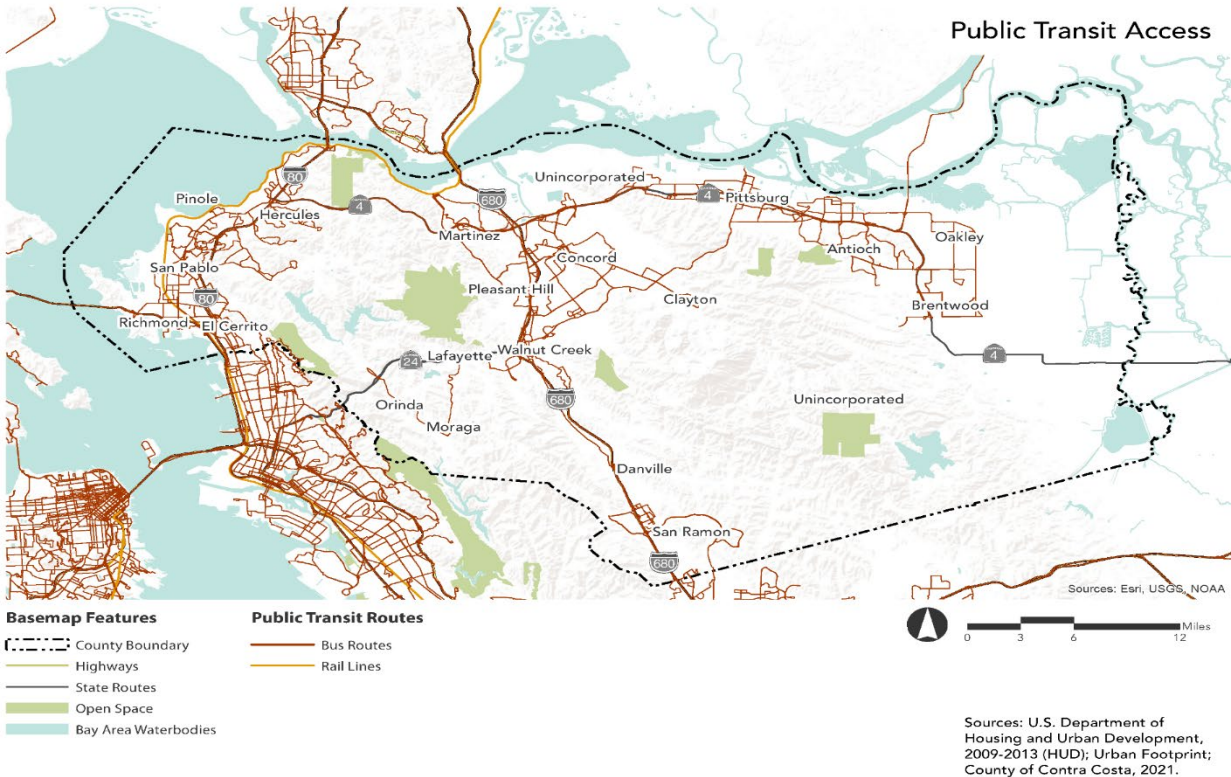 Public Transit Access
Unincorporated
80
Pinole
680
4
Pittsburg
Hercules
4
Martinez
Oakley
Antioch
Concord
San Pablo
Pleasant Hill
80
Clayton
Brentwood
Richmond
El Cerrito
Lafayette
Walnut Creek
24
4
680
Orinda
Unincorporated
Moraga
Danville
San Ramon
680
Sources: Esri, USGS, NOAA
Basemap Features
County Boundary
Highways
State Routes
Open Space
Bay Area Waterbodies
Public Transit Routes
Bus Routes
Rail Lines
Miles
0 3 6 12
Sources: U.S. Department of
Housing and Urban Development,
2009-2013 (HUD); Urban Footprint;
County of Contra Costa, 2021.